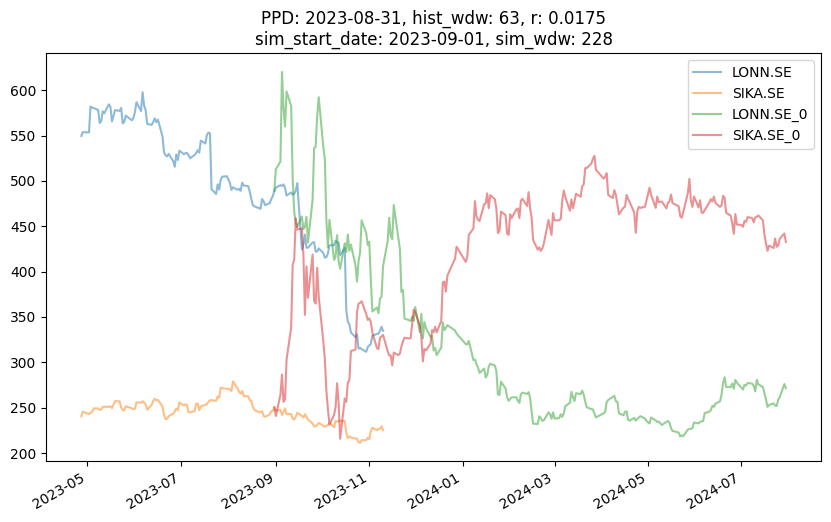 PPD: 2023-08-31, hist_wdw: 63, r: 0.0175
sim_start_date: 2023-09-01, sim_wdw: 228
LONN.SE
SIKA.SE
LONN.SE_0
SIKA.SE_0
600
550
500
450
400
350
300
250
200
2023-05
2023-07
2023-09
2023-11
2024-01
2024-03
2024-05
2024-07